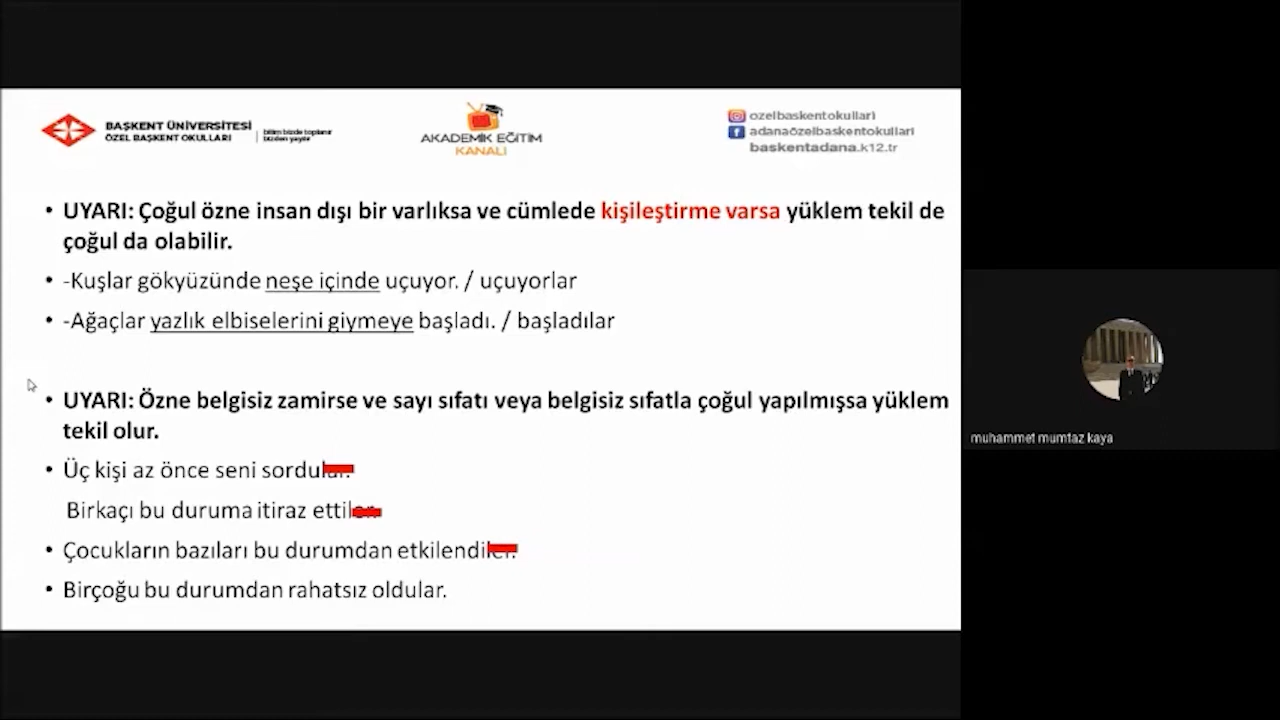 BAŞKENT ÜNİVERSİTESİ
ÖZEL BAŞKENT OKULLARI
bilim bizde toplanır
bizden yayılır
AKADEMİK EĞİTİM
KANALI
ozelbaskentokullari
adanaözelbaskentokullari
baskentadana.k12.tr
• UYARI: Çoğul özne insan dışı bir varlıksa ve cümlede kişileştirme varsa yüklem tekil de
çoğul da olabilir.
• -Kuşlar gökyüzünde neşe içinde uçuyor. / uçuyorlar
• -Ağaçlar yazlık elbiselerini giymeye başladı. / başladılar
• UYARI: Özne belgisiz zamirse ve sayı sıfatı veya belgisiz sıfatla çoğul yapılmışsa yüklem
tekil olur.
• Üç kişi az önce seni sordular.
Birkaçı bu duruma itiraz ettiler.
• Çocukların bazıları bu durumdan etkilendiler.
• Birçoğu bu durumdan rahatsız oldular.
muhammet mumtaz kaya